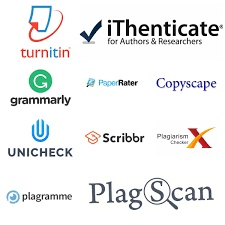 turnitin
iThenticate®
for Authors & Researchers
grammarly
PaperRater
Copyscape
UNICHECK
Scribbr
Plagiarism
Checker X
plagramme
PlagScan